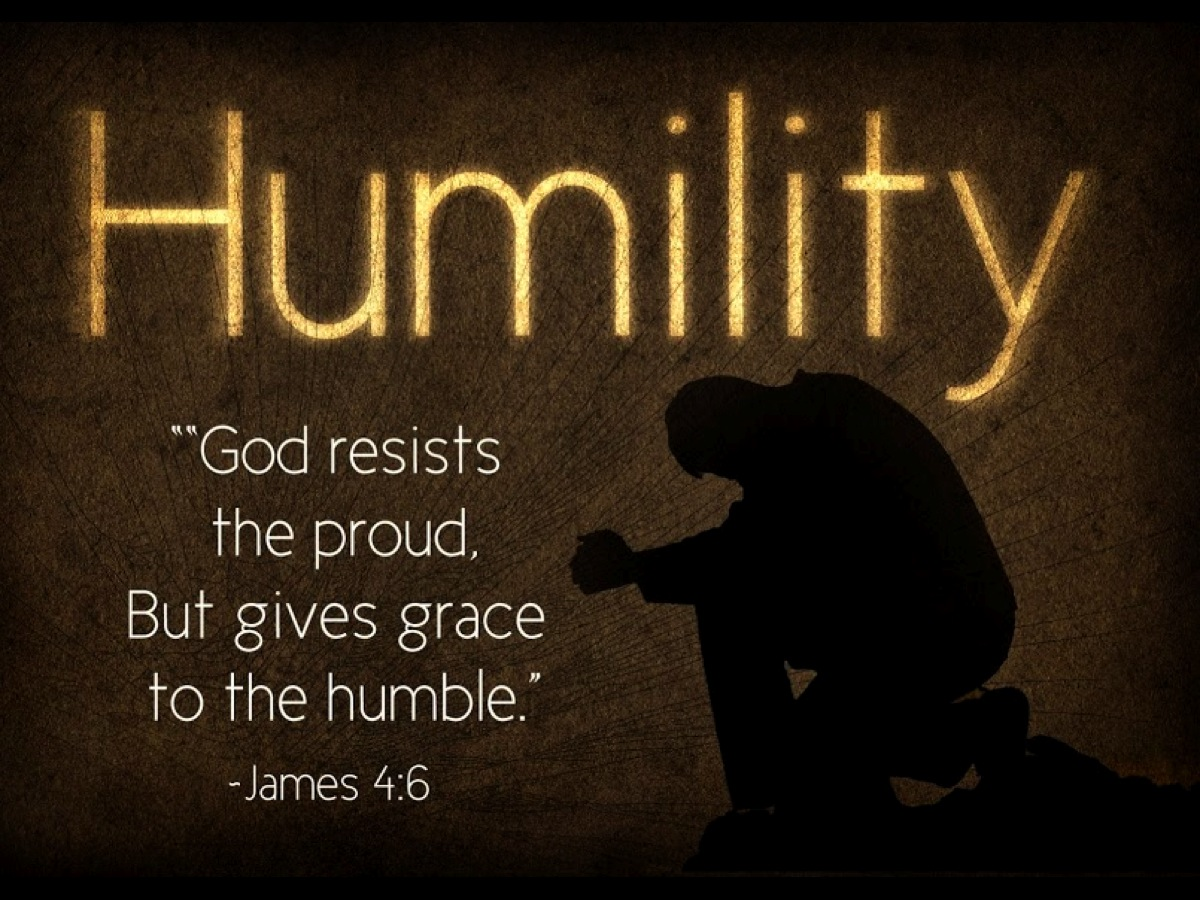 Humility
““God resists
the proud,
But gives grace
to the humble.”
-James 4:6